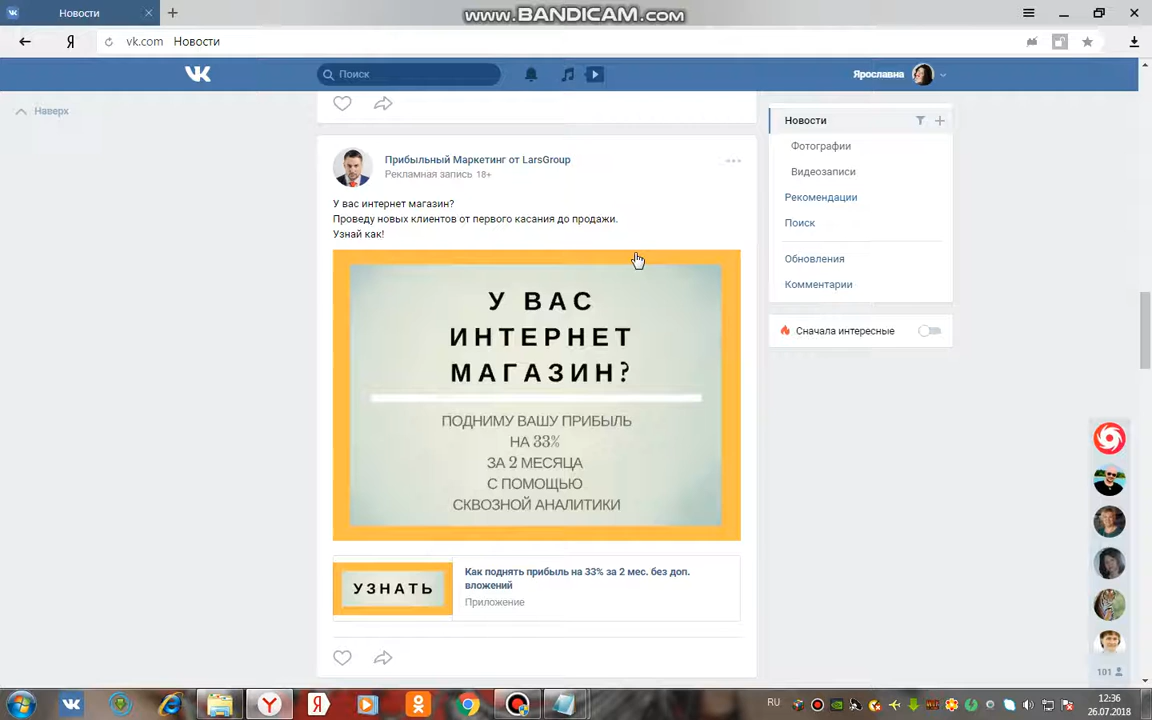 Новости
www.BANDICAM.com
Я
vk.com Новости
Поиск
Ярославна
Наверх
Прибыльный Маркетинг от LarsGroup
Рекламная запись 18+
У вас интернет магазин?
Проведу новых клиентов от первого касания до продажи.
Узнай как!
У ВАС
ИНТЕРНЕТ
МАГАЗИН?
ПОДНИМУ ВАШУ ПРИБЫЛЬ
НА 33%
ЗА 2 МЕСЯЦА
С ПОМОЩЬЮ
СКВОЗНОЙ АНАЛИТИКИ
УЗНАТЬ
Как поднять прибыль на 33% за 2 мес. без доп.
вложений
Приложение
Новости
Фотографии
Видеозаписи
Рекомендации
Поиск
Обновления
Комментарии
Сначала интересные
101
RU
12:36
26.07.2018